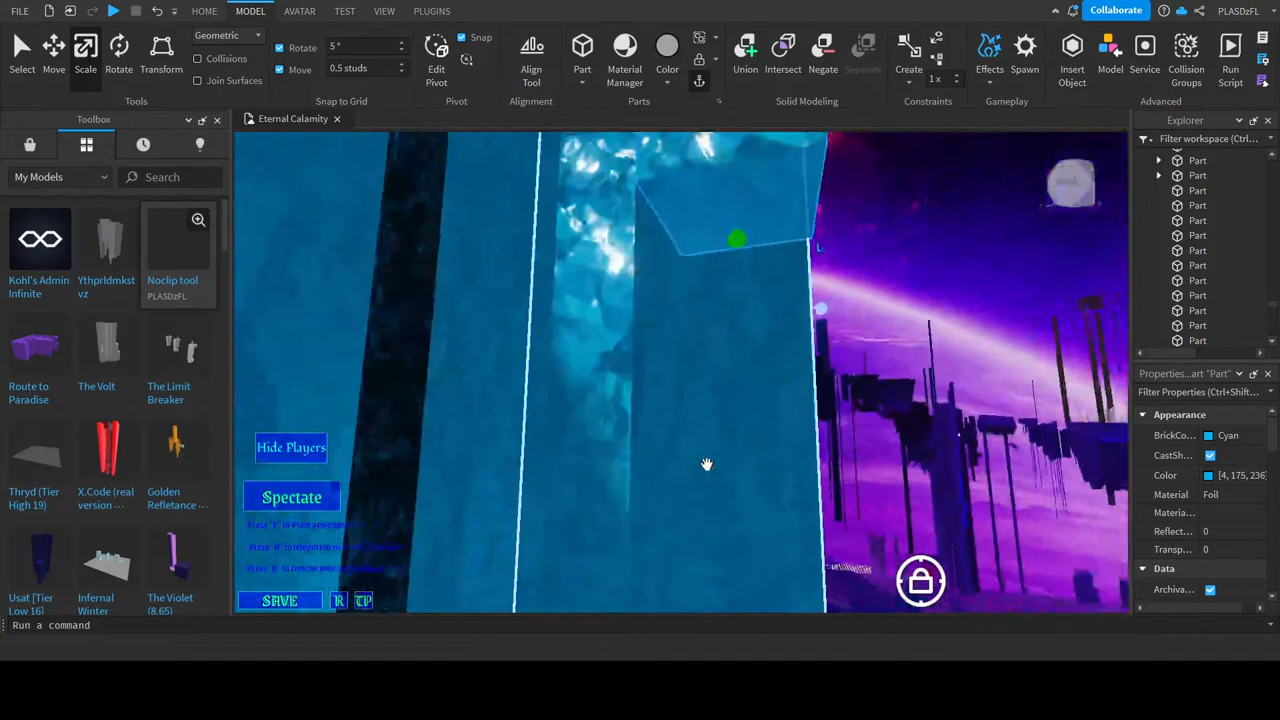 FILE HOME MODEL AVATAR TEST VIEW PLUGINS Collaborate PLASDzFL
Geometric Rotate 5 ° Snap 1 x
Collisions Move 0.5 studs
Join Surfaces
Select Move Scale Rotate Transform Edit Pivot Align Tool Part Material Manager Color Union Intersect Negate Separate Create Effects Spawn Insert Object Model Service Collision Groups Run Script
Tools Snap to Grid Pivot Alignment Parts Solid Modeling Constraints Gameplay Advanced
Toolbox
Eternal Calamity
Explorer
Filter workspace (Ctrl+...
My Models Search
Kohl's Admin Infinite
Ythprldmkst vz
Noclip tool
PLASDzFL
Route to Paradise
The Volt
The Limit Breaker
Thryd (Tier High 19)
X.Code (real version ...
Golden Refletance ...
Usat [Tier Low 16]
Infernal Winter
The Violet (8.65)
Hide Players
Spectate
SAVE R TP
Part
Part
Part
Part
Part
Part
Part
Part
Part
Part
Part
Part
Part
Properties...art "Part"
Filter Properties (Ctrl+Shift+...
Appearance
BrickCo... Cyan
CastSh...
Color [4, 175, 236]
Material Foil
Materia...
Reflect... 0
Transp... 0
Data
Archiva...
Run a command